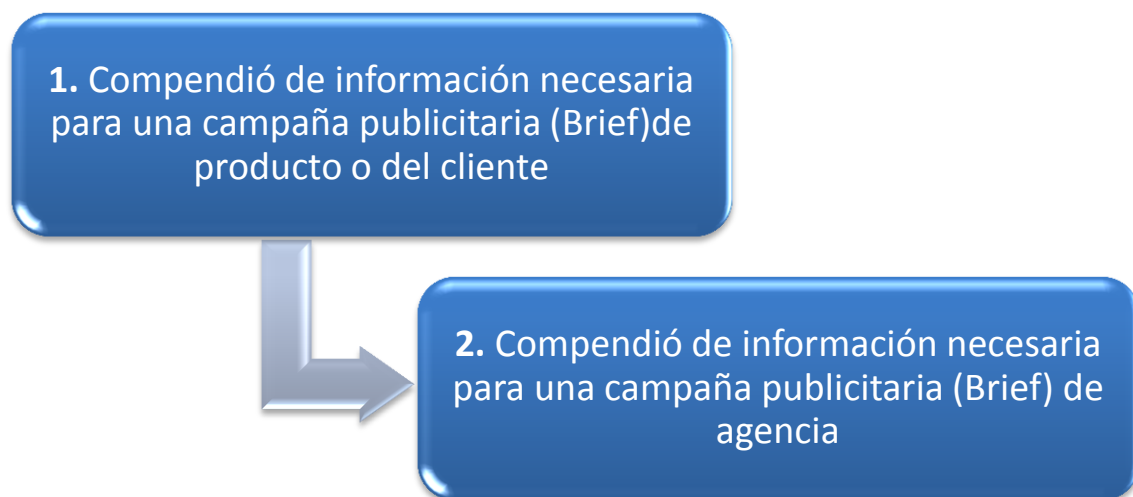 1. Compendió de información necesaria
para una campaña publicitaria (Brief)de
producto o del cliente
2. Compendió de información necesaria
para una campaña publicitaria (Brief) de
agencia